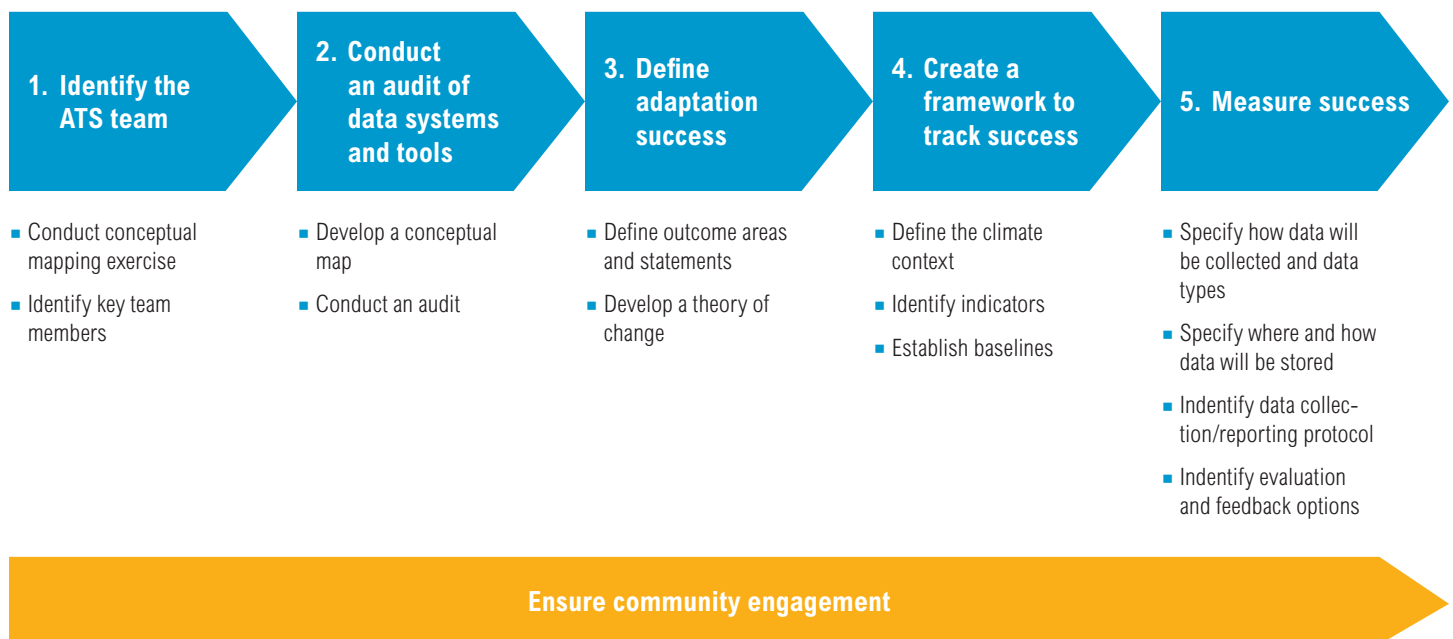 1. Identify the
ATS team
2. Conduct
an audit of
data systems
and tools
3. Define
adaptation
success
4. Create a
framework to
track success
5. Measure success
Conduct conceptual
mapping exercise
Identify key team
members
Develop a conceptual
map
Conduct an audit
Define outcome areas
and statements
Develop a theory of
change
Define the climate
context
Identify indicators
Establish baselines
Specify how data will
be collected and data
types
Specify where and how
data will be stored
Indentify data collec-
tion/reporting protocol
Indentify evaluation
and feedback options
Ensure community engagement